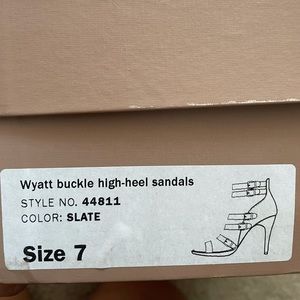 Wyatt buckle high-heel sandals
STYLE NO. 44811
COLOR: SLATE
Size 7